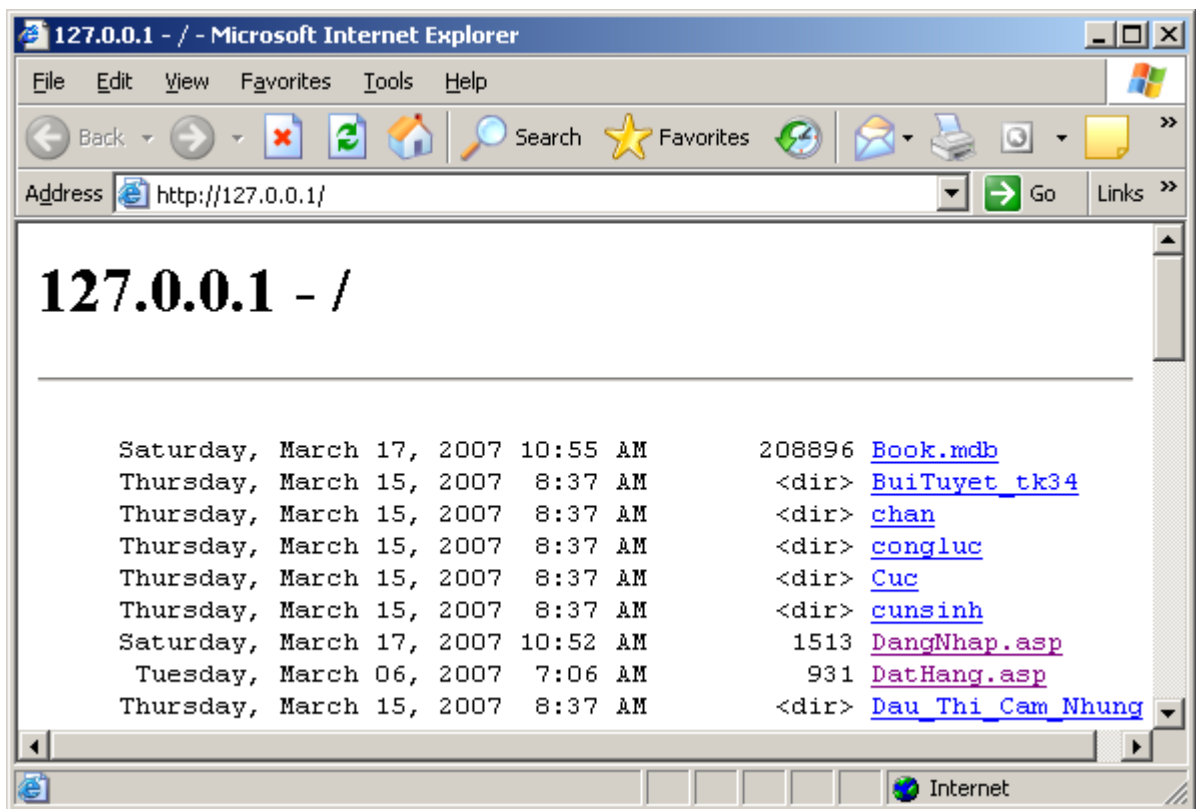 127.0.0.1 - / - Microsoft Internet Explorer
File Edit View Favorites Tools Help
Back Search Favorites »
Address http://127.0.0.1/ Go Links »
127.0.0.1 - /
Saturday, March 17, 2007 10:55 AM 208896 Book.mdb
Thursday, March 15, 2007 8:37 AM <dir> BuiTuyet_tk34
Thursday, March 15, 2007 8:37 AM <dir> chan
Thursday, March 15, 2007 8:37 AM <dir> congluc
Thursday, March 15, 2007 8:37 AM <dir> Cuc
Thursday, March 15, 2007 8:37 AM <dir> cunsinh
Saturday, March 17, 2007 10:52 AM 1513 DangNhap.asp
Tuesday, March 06, 2007 7:06 AM 931 DatHang.asp
Thursday, March 15, 2007 8:37 AM <dir> Dau_Thi_Cam_Nhung
Internet